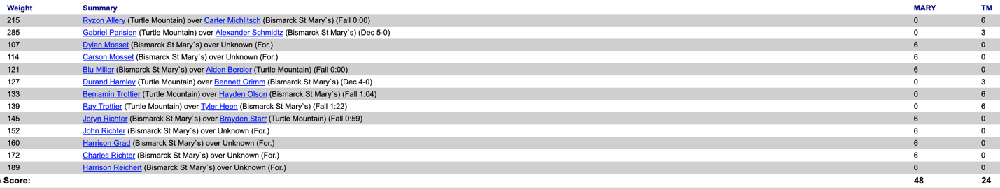 Weight Summary MARY TM
215 Ryzon Allery (Turtle Mountain) over Carter Michlitsch (Bismarck St Mary`s) (Fall 0:00) 0 6
285 Gabriel Parisien (Turtle Mountain) over Alexander Schmidtz (Bismarck St Mary`s) (Dec 5-0) 0 3
107 Dylan Mosset (Bismarck St Mary`s) over Unknown (For.) 6 0
114 Carson Mosset (Bismarck St Mary`s) over Unknown (For.) 6 0
121 Blu Miller (Bismarck St Mary`s) over Aiden Bercier (Turtle Mountain) (Fall 0:00) 6 0
127 Durand Hamley (Turtle Mountain) over Bennett Grimm (Bismarck St Mary`s) (Dec 4-0) 0 3
133 Benjamin Trottier (Turtle Mountain) over Hayden Olson (Bismarck St Mary`s) (Fall 1:04) 0 6
139 Ray Trottier (Turtle Mountain) over Tyler Heen (Bismarck St Mary`s) (Fall 1:22) 0 6
145 Joryn Richter (Bismarck St Mary`s) over Brayden Starr (Turtle Mountain) (Fall 0:59) 6 0
152 John Richter (Bismarck St Mary`s) over Unknown (For.) 6 0
160 Harrison Grad (Bismarck St Mary`s) over Unknown (For.) 6 0
172 Charles Richter (Bismarck St Mary`s) over Unknown (For.) 6 0
189 Harrison Reichert (Bismarck St Mary`s) over Unknown (For.) 6 0
Score: 48 24